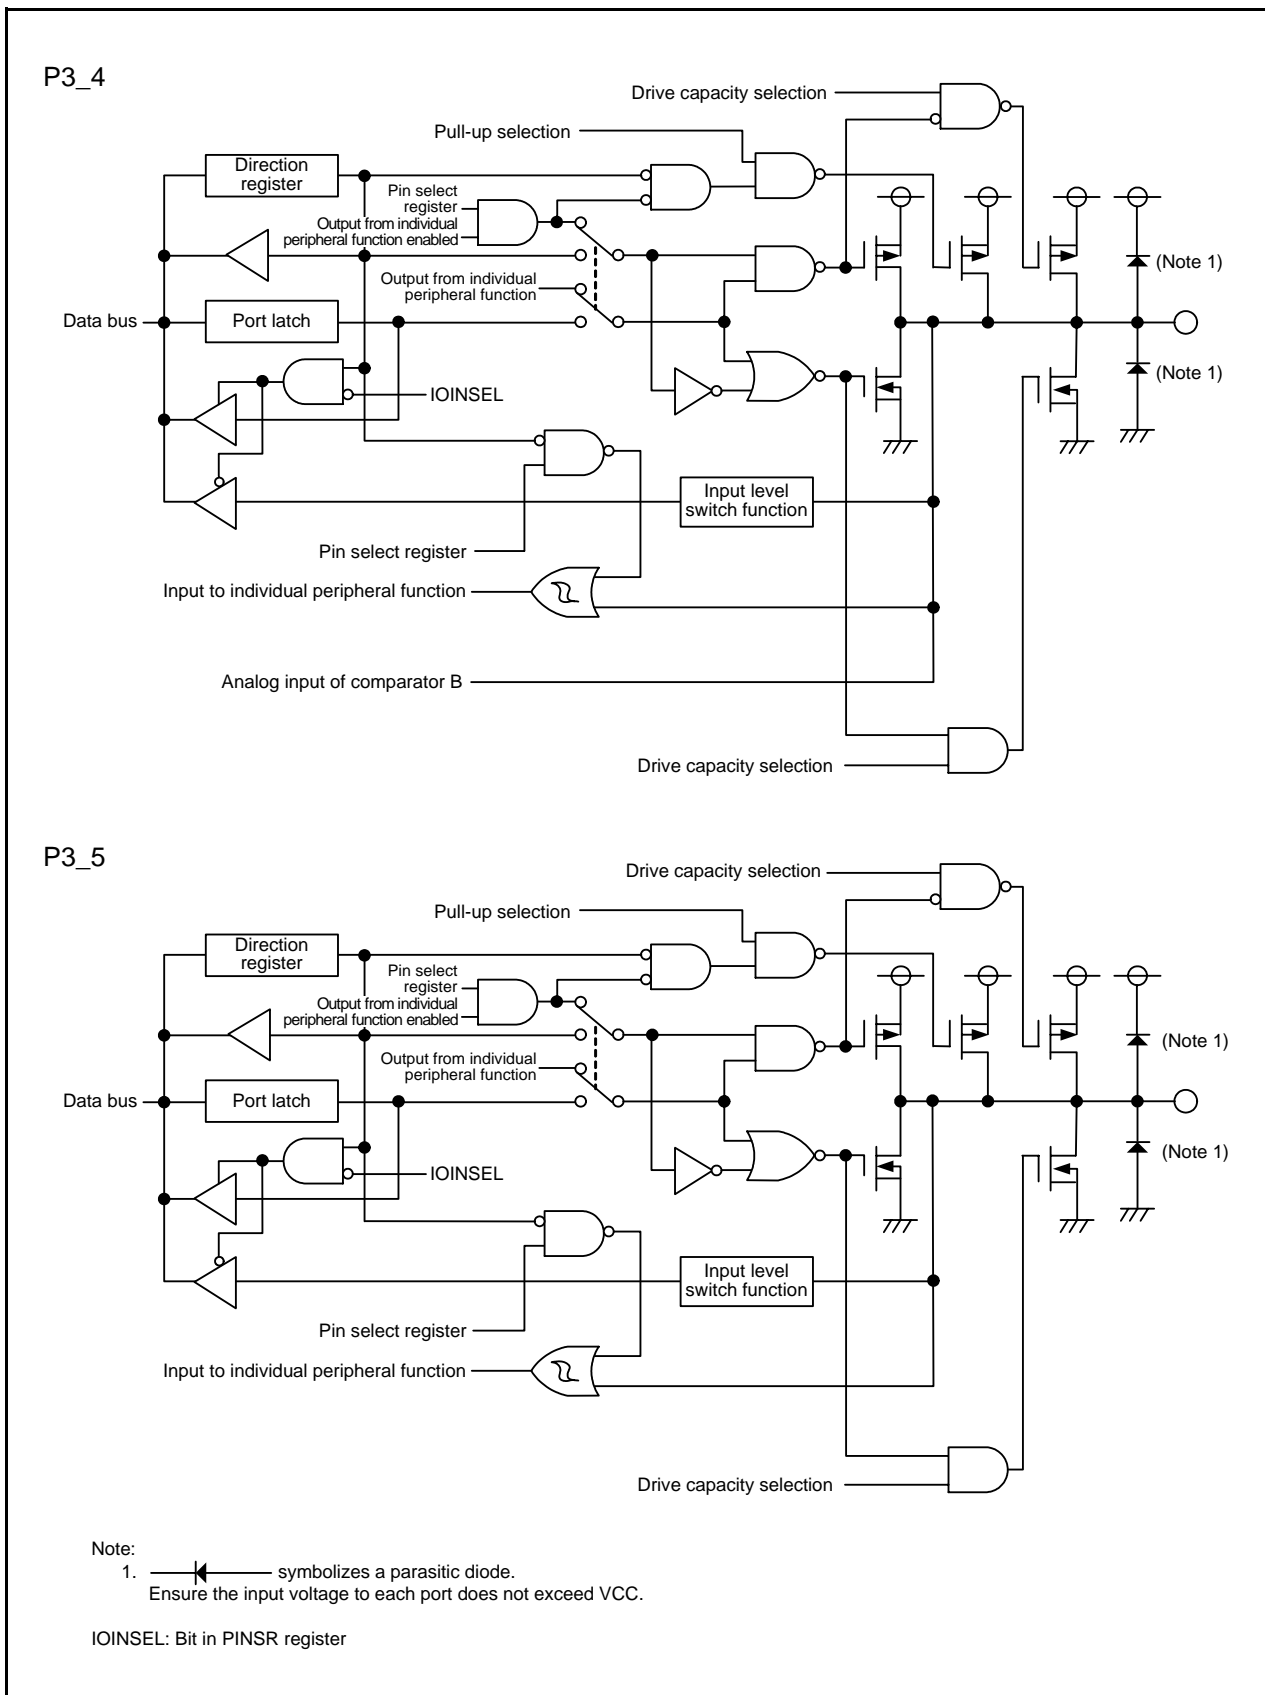 P3_4
Drive capacity selection
Pull-up selection
Direction
register
Pin select
register
Output from individual
peripheral function enabled
Output from individual
peripheral function
(Note 1)
Data bus
Port latch
(Note 1)
IOINSEL
Input level
switch function
Pin select register
Input to individual peripheral function
Analog input of comparator B
Drive capacity selection
P3_5
Drive capacity selection
Pull-up selection
Direction
register
Pin select
register
Output from individual
peripheral function enabled
Output from individual
peripheral function
(Note 1)
Data bus
Port latch
(Note 1)
IOINSEL
Input level
switch function
Pin select register
Input to individual peripheral function
Drive capacity selection
Note:
1. symbolizes a parasitic diode.
Ensure the input voltage to each port does not exceed VCC.
IOINSEL: Bit in PINSR register